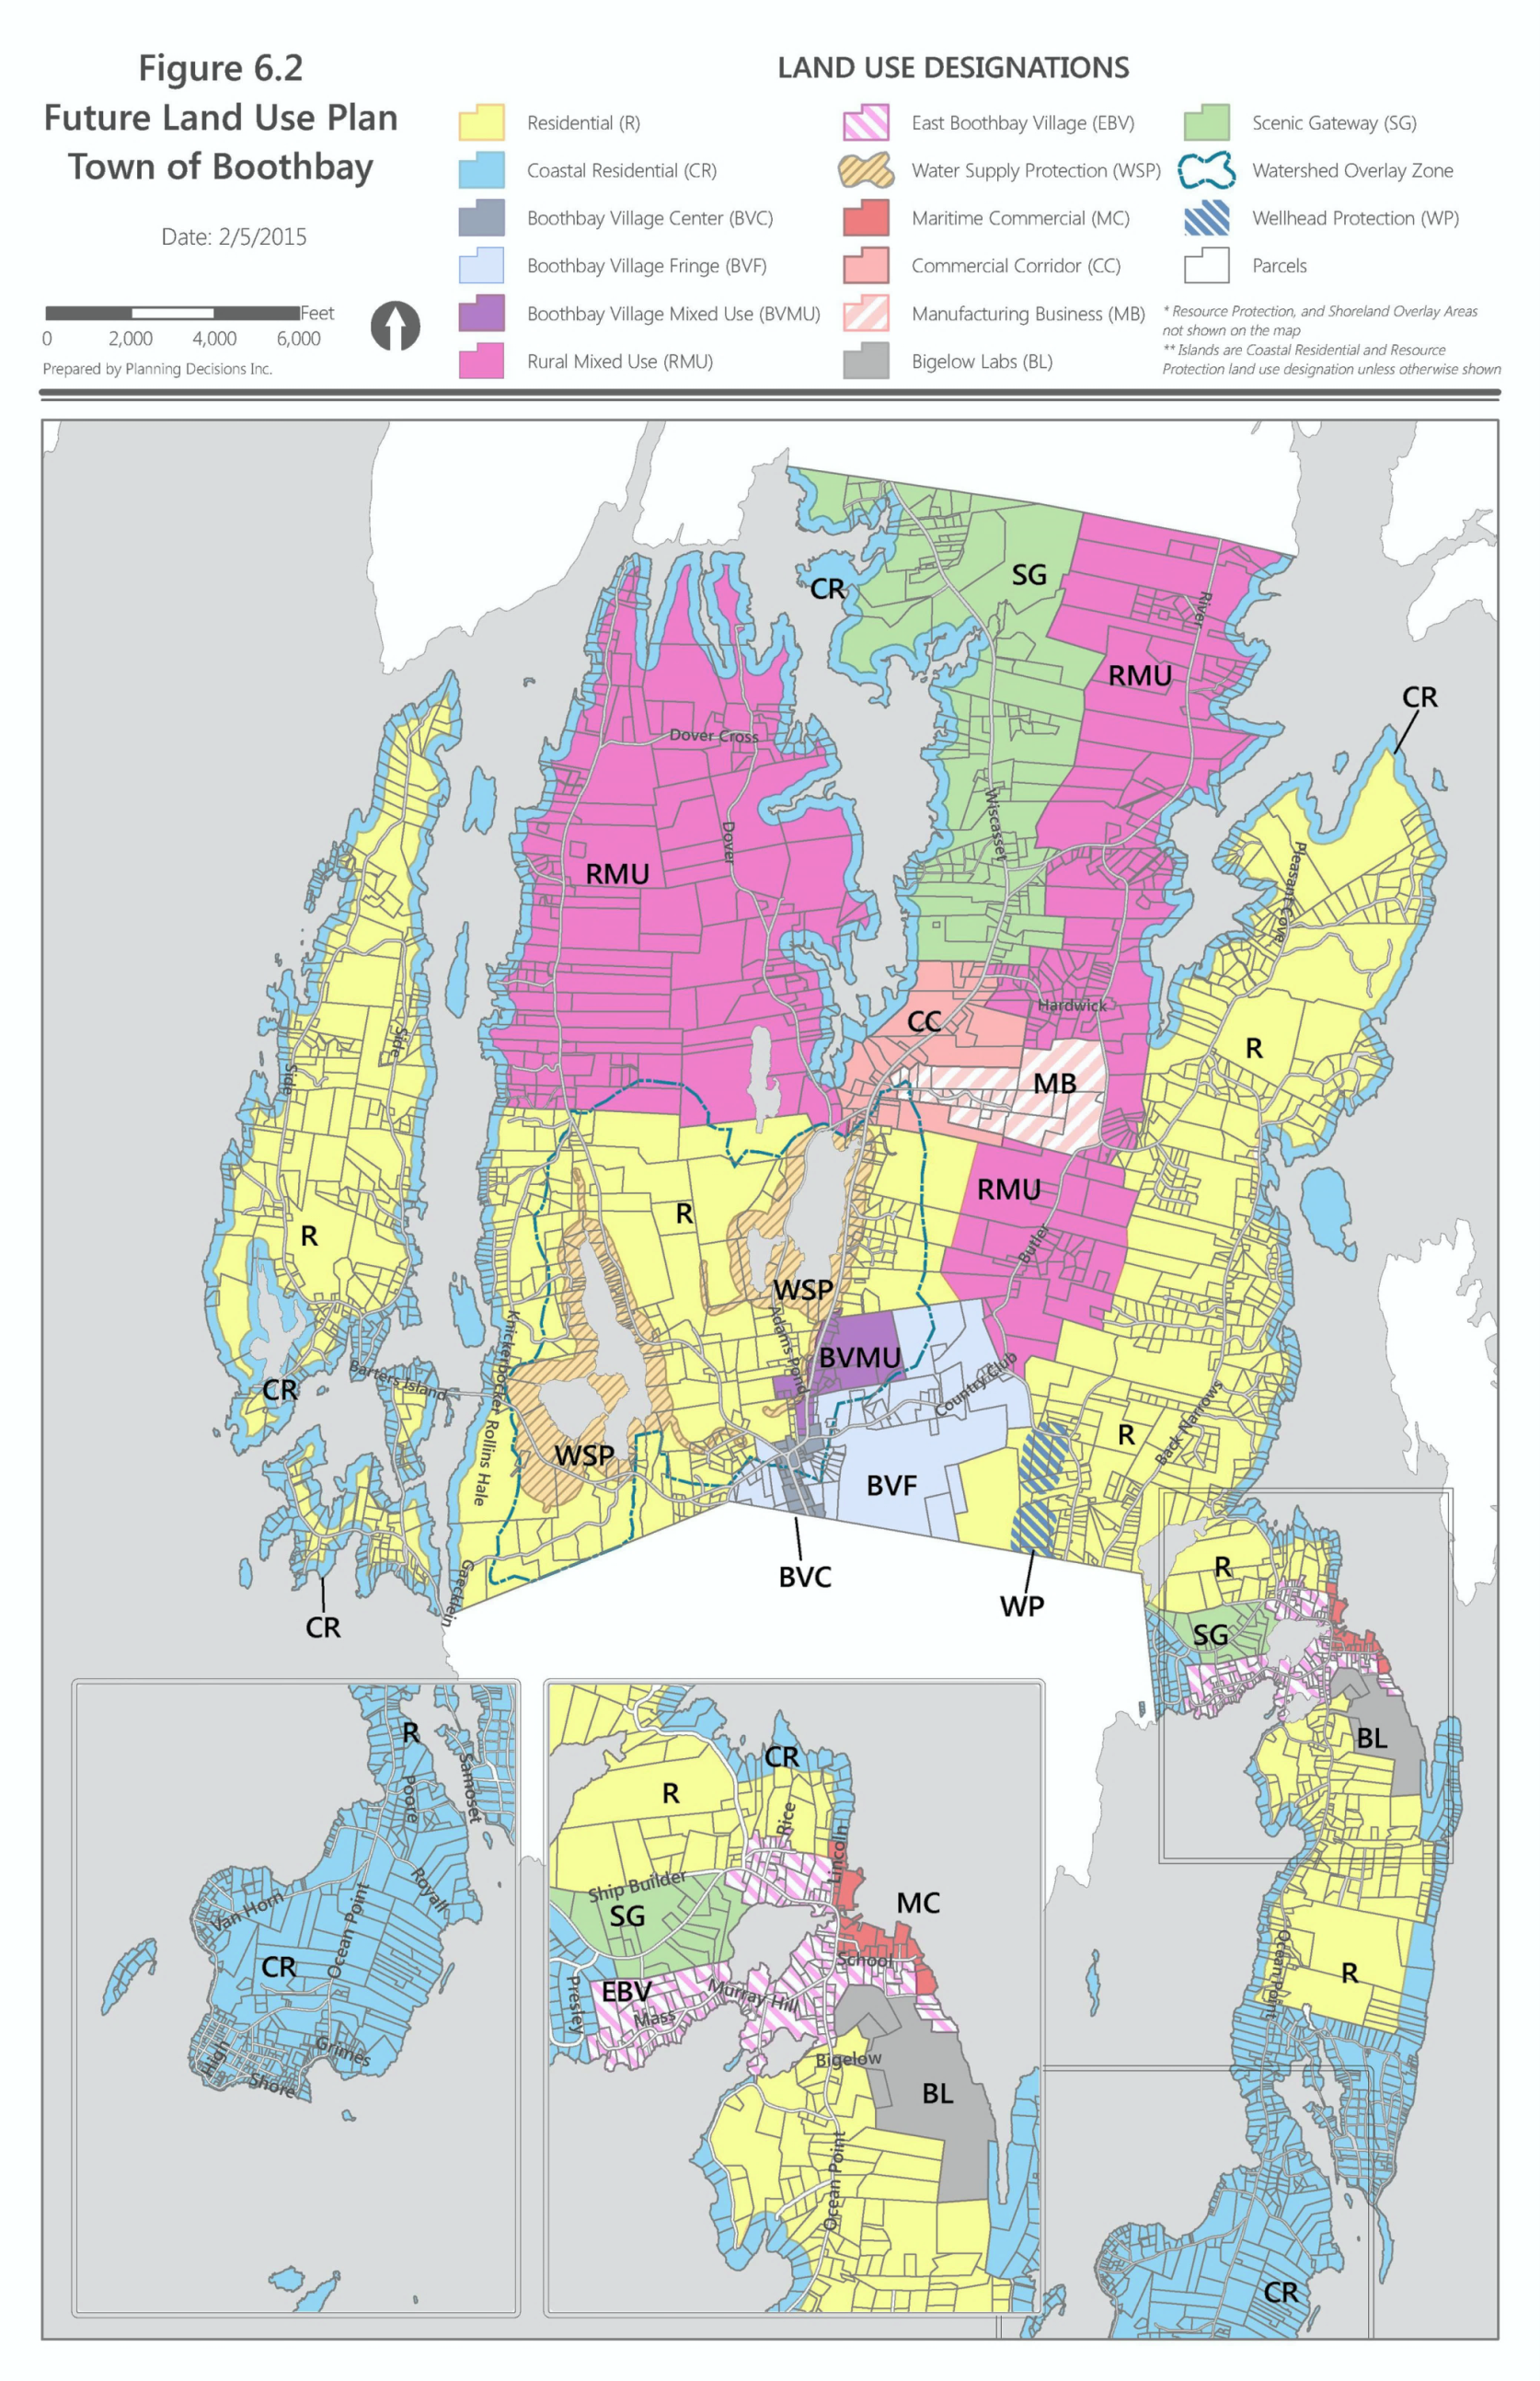 Figure 6.2
Future Land Use Plan
Town of Boothbay
Date: 2/5/2015
Feet
0 2,000 4,000 6,000
Prepared by Planning Decisions Inc.
LAND USE DESIGNATIONS
Residential (R)
Coastal Residential (CR)
Boothbay Village Center (BVC)
Boothbay Village Fringe (BVF)
Boothbay Village Mixed Use (BVMU)
Rural Mixed Use (RMU)
East Boothbay Village (EBV)
Water Supply Protection (WSP)
Maritime Commercial (MC)
Commercial Corridor (CC)
Manufacturing Business (MB)
Bigelow Labs (BL)
Scenic Gateway (SG)
Watershed Overlay Zone
Wellhead Protection (WP)
Parcels
* Resource Protection, and Shoreland Overlay Areas
not shown on the map
** Islands are Coastal Residential and Resource
Protection land use designation unless otherwise shown
SG
CR
River
RMU
CR
Dover Cross
Wiscasset
Dover
RMU
Pleasant Cove
Hardwick
CC
Side
Side
R
MB
RMU
R
R
Butler
WSP
Adams Pond
Knickerbocker
BVMU
Country Club
Barters Island
CR
Back Narrows
R
Rollins Hale
WSP
BVF
BVC
WP
CR
Gaecklein
R
SG
BL
R
Ocean Point
CR
R
Samoset
Poore
Royall
Van Horn
Ocean Point
CR
High
Shore
Grimes
CR
R
Rice
Lincoln
Ship Builder
SG
MC
School
EBV
Presley
Murray Hill
Mass
Bigelow
BL
Ocean Point